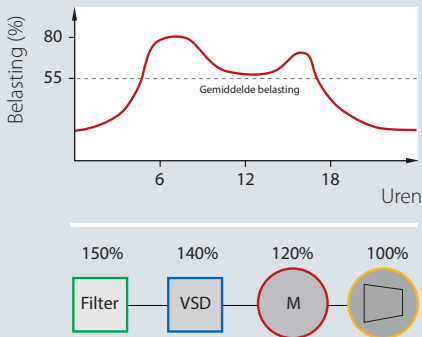 Belasting (%)
80
55
Gemiddelde belasting
6 12 18
Uren
150% 140% 120% 100%
Filter VSD M